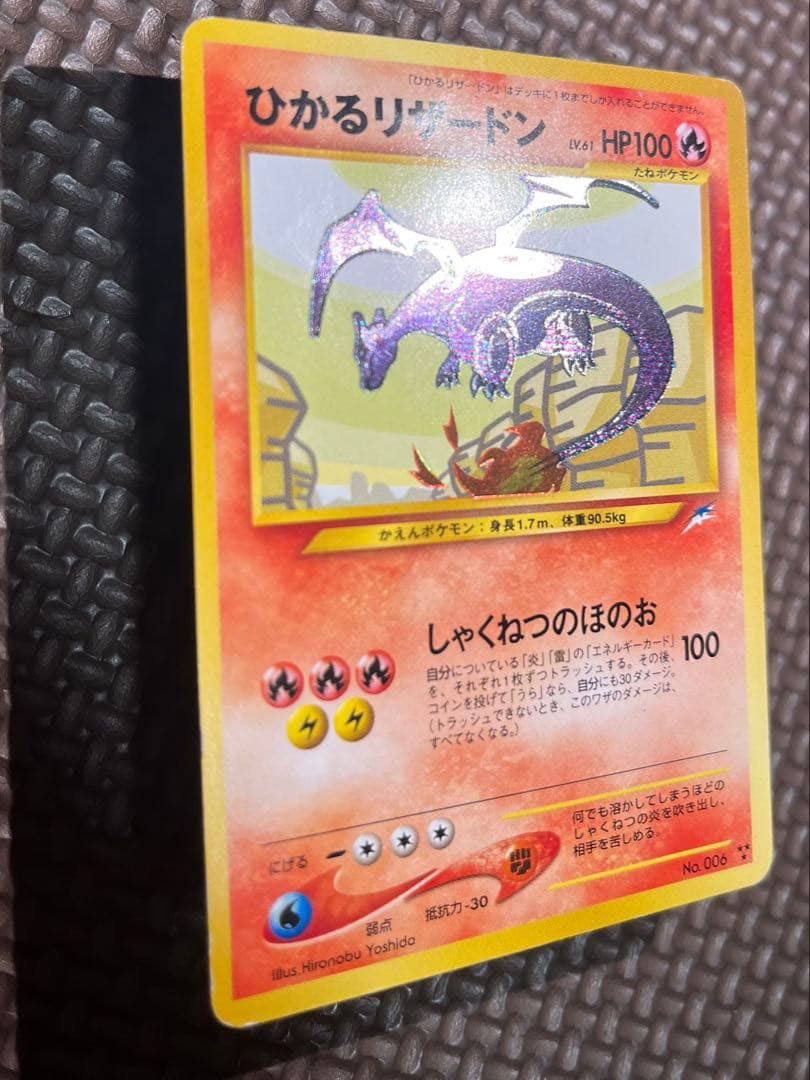 「ひかるリザードン」はデッキに1枚までしか入れることができません。
ひかるリザードン LV.61 HP100
たねポケモン
かえんポケモン：身長1.7m、体重90.5kg
しゃくねつのほのお 100
自分についている「炎」「雷」の「エネルギーカード」
を、それぞれ1枚ずつトラッシュする。その後、
コインを投げて「うら」なら、自分にも30ダメージ。
（トラッシュできないとき、このワザのダメージは、
すべてなくなる。）
にげる
弱点
抵抗力 -30
何でも溶かしてしまうほどの
しゃくねつの炎を吹き出し、
相手を苦しめる。
Illus. Hironobu Yoshida
No. 006